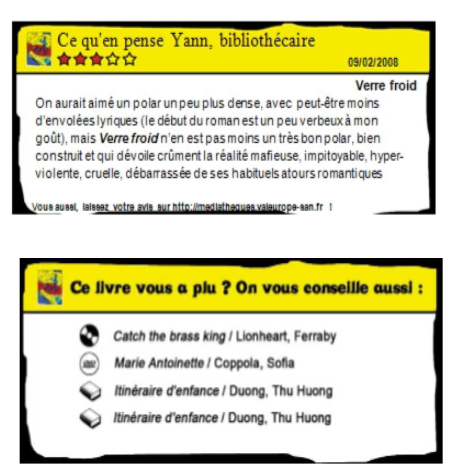 Ce qu'en pense Yann, bibliothécaire
09/02/2008
Verre froid
On aurait aimé un polar un peu plus dense, avec peut-être moins
d'envolées lyriques (le début du roman est un peu verbeux à mon
goût), mais Verre froid n'en est pas moins un très bon polar, bien
construit et qui dévoile crûment la réalité mafieuse, impitoyable, hyper-
violente, cruelle, débarrassée de ses habituels atours romantiques
Vous aussi, laissez votre avis sur http://mediatheques.valeurope-san.fr !
Ce livre vous a plu ? On vous conseille aussi :
Catch the brass king / Lionheart, Ferraby
Marie Antoinette / Coppola, Sofia
Itinéraire d'enfance / Duong, Thu Huong
Itinéraire d'enfance / Duong, Thu Huong